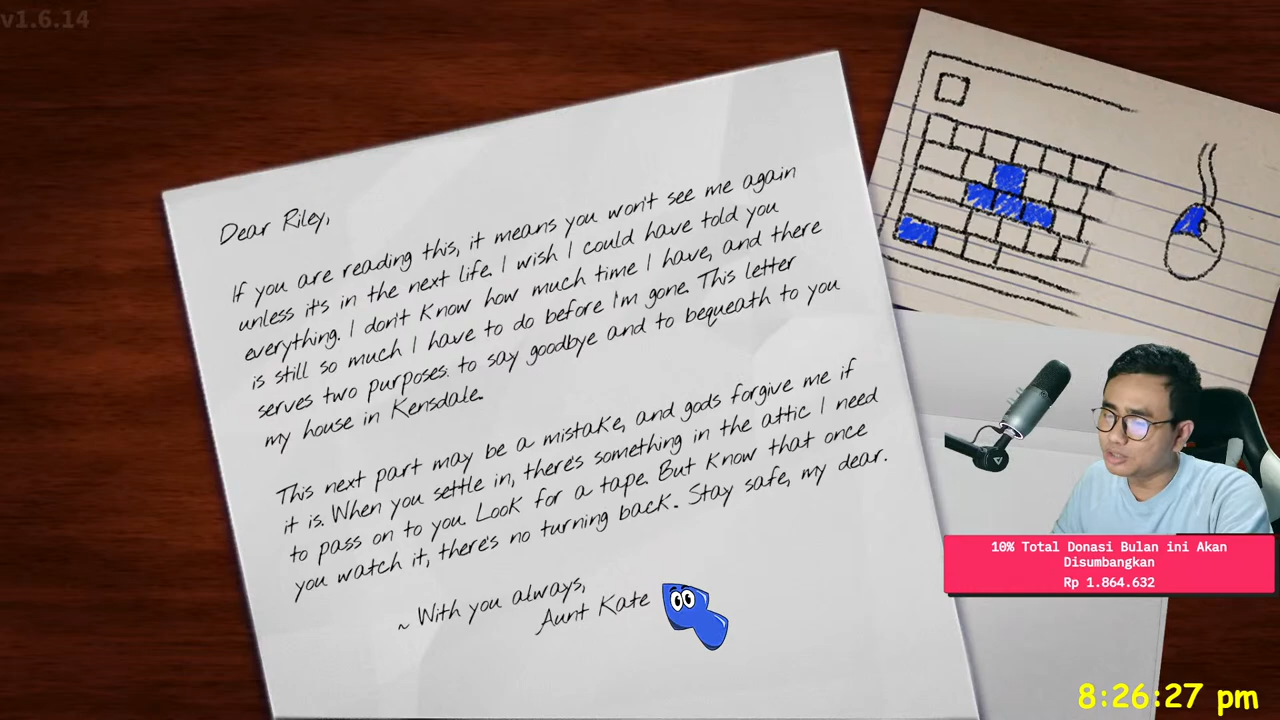 v1.6.14
Dear Riley,
If you are reading this, it means you won't see me again
unless it's in the next life. I wish I could have told you
everything. I don't know how much time I have, and there
is still so much I have to do before I'm gone. This letter
serves two purposes: to say goodbye and to bequeath to you
my house in Kensdale.
This next part may be a mistake, and gods forgive me if
it is. When you settle in, there's something in the attic I need
to pass on to you. Look for a tape. But know that once
you watch it, there's no turning back. Stay safe, my dear.
~ With you always,
Aunt Kate
10% Total Donasi Bulan ini Akan
Disumbangkan
Rp 1.864.632
8:26:27 pm